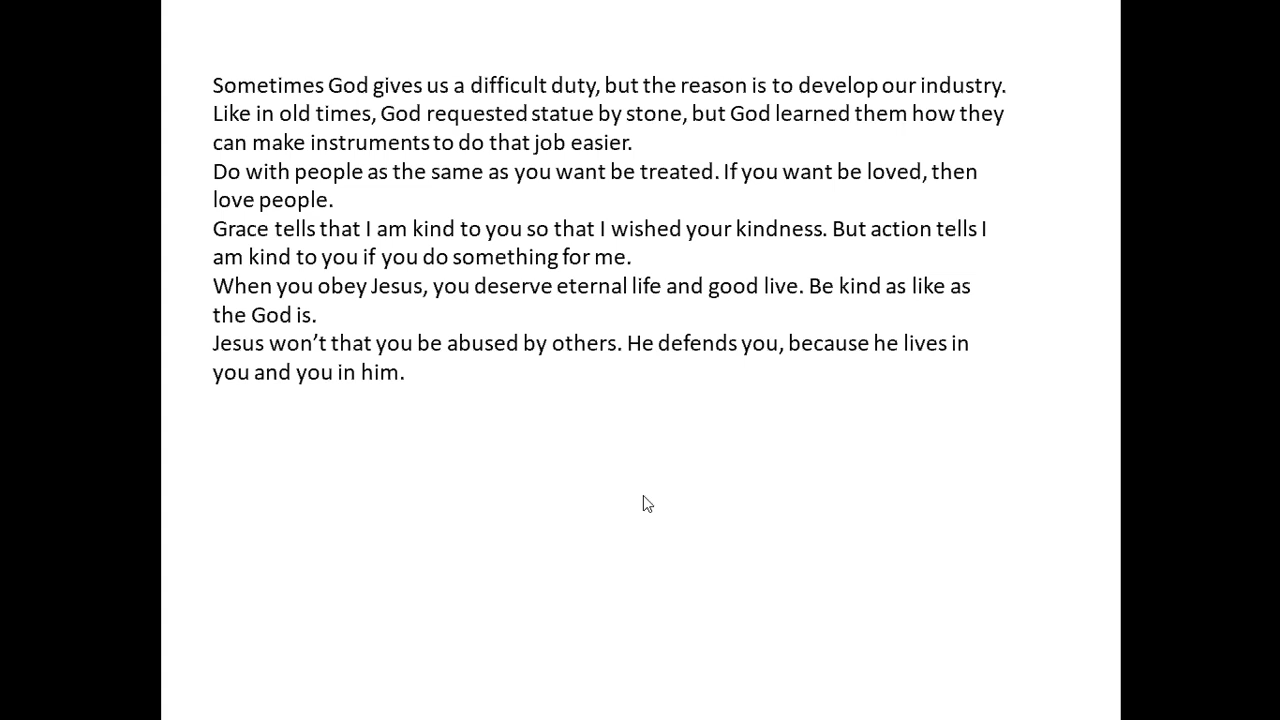 Sometimes God gives us a difficult duty, but the reason is to develop our industry.
Like in old times, God requested statue by stone, but God learned them how they
can make instruments to do that job easier.
Do with people as the same as you want be treated. If you want be loved, then
love people.
Grace tells that I am kind to you so that I wished your kindness. But action tells I
am kind to you if you do something for me.
When you obey Jesus, you deserve eternal life and good live. Be kind as like as
the God is.
Jesus won’t that you be abused by others. He defends you, because he lives in
you and you in him.